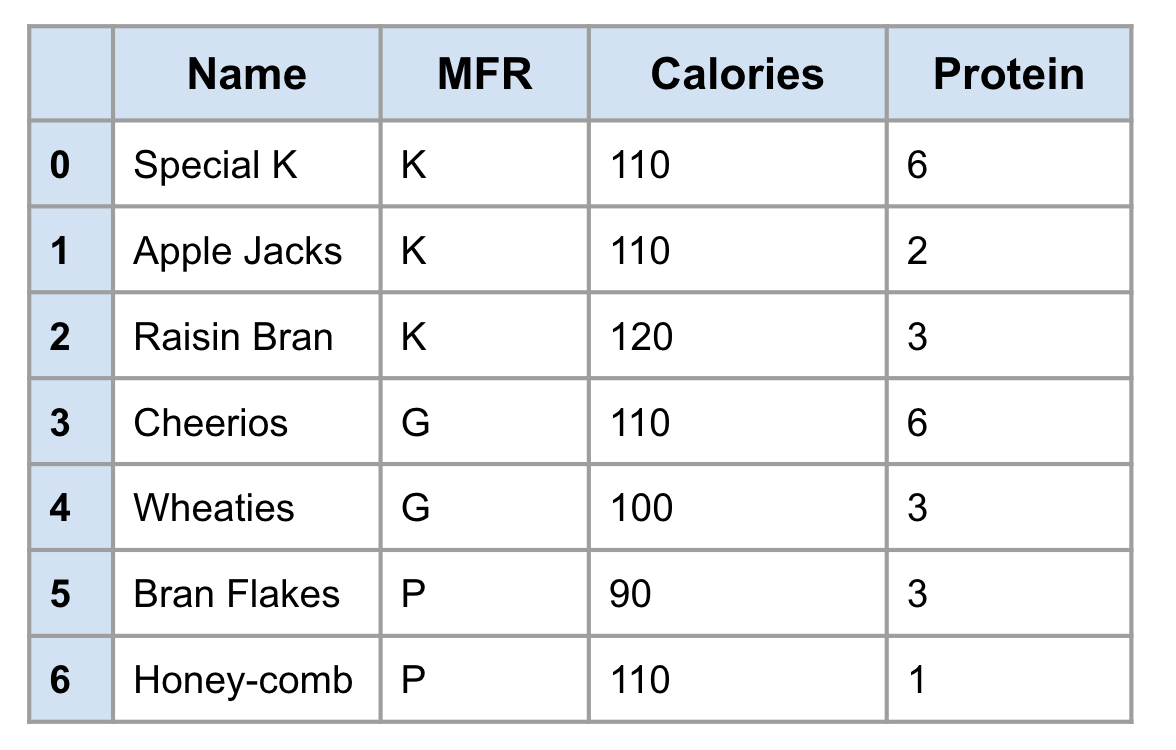 Name MFR Calories Protein
0 Special K K 110 6
1 Apple Jacks K 110 2
2 Raisin Bran K 120 3
3 Cheerios G 110 6
4 Wheaties G 100 3
5 Bran Flakes P 90 3
6 Honey-comb P 110 1